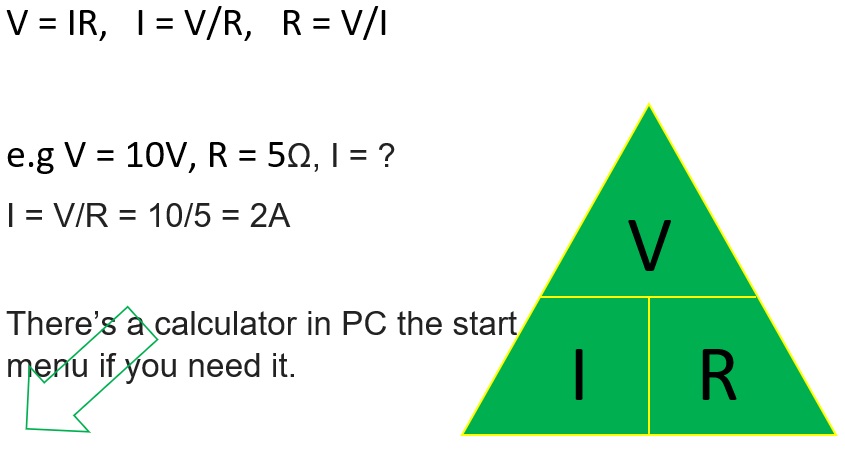 V = IR, I = V/R, R = V/I
e.g V = 10V, R = 5Ω, I = ?
I = V/R = 10/5 = 2A
There’s a calculator in PC the start
menu if you need it.
V
I R